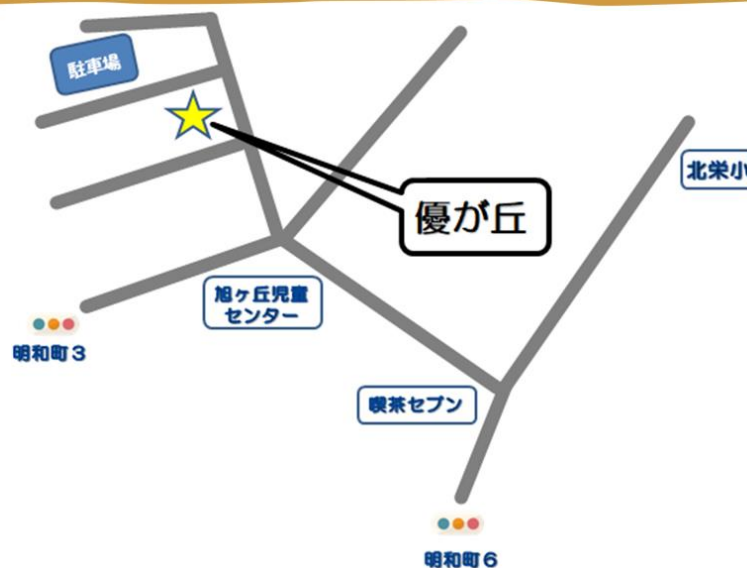 駐車場
優が丘
北栄小
旭ヶ丘児童
センター
明和町3
喫茶セブン
明和町6